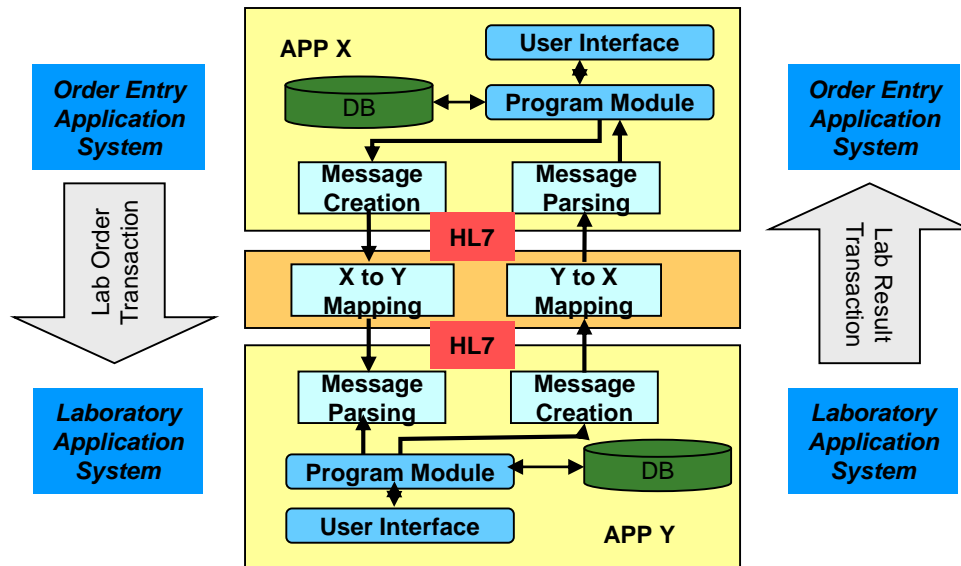 APP X
User Interface
DB
Program Module
Order Entry
Application
System
Order Entry
Application
System
Message
Creation
Message
Parsing
HL7
Lab Order
Transaction
X to Y
Mapping
Y to X
Mapping
Lab Result
Transaction
HL7
Message
Parsing
Message
Creation
Laboratory
Application
System
Laboratory
Application
System
Program Module
DB
User Interface
APP Y